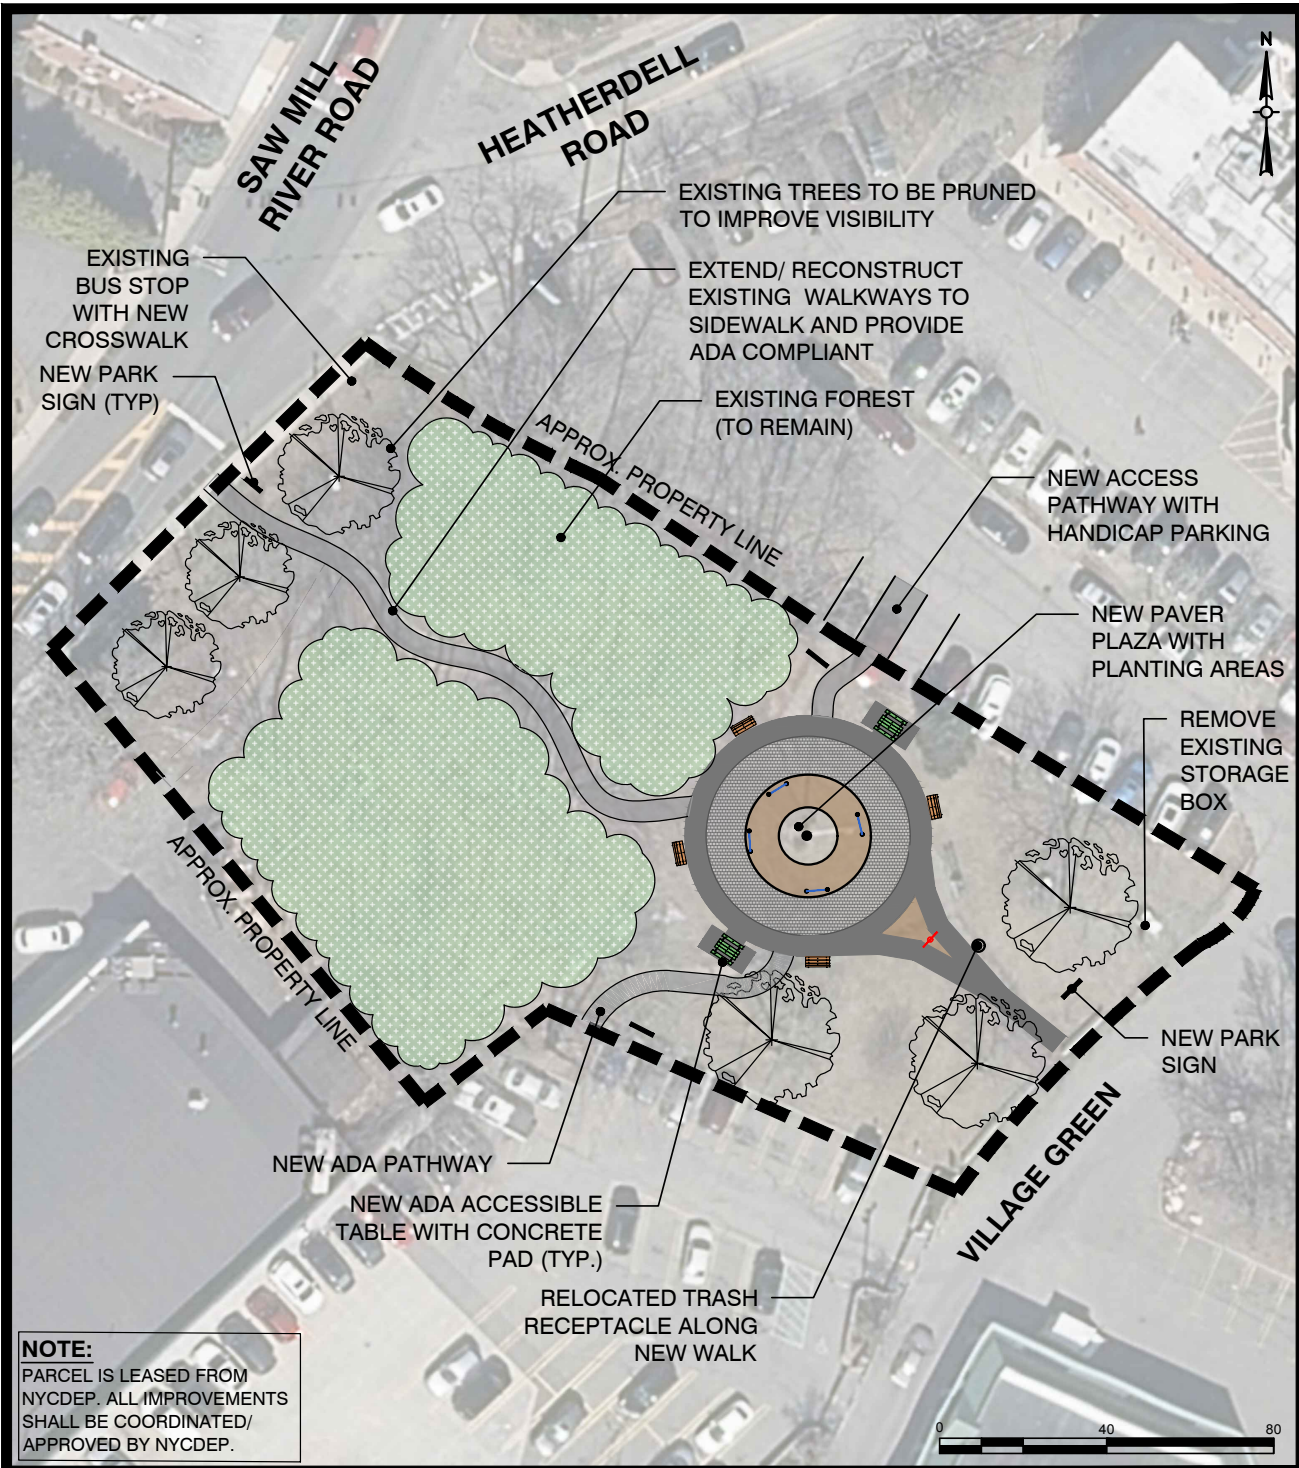 N
SAW MILL
RIVER ROAD
HEATHERDELL
ROAD
EXISTING TREES TO BE PRUNED
TO IMPROVE VISIBILITY
EXISTING
BUS STOP
WITH NEW
CROSSWALK
EXTEND/ RECONSTRUCT
EXISTING WALKWAYS TO
SIDEWALK AND PROVIDE
ADA COMPLIANT
NEW PARK
SIGN (TYP)
EXISTING FOREST
(TO REMAIN)
APPROX. PROPERTY LINE
NEW ACCESS
PATHWAY WITH
HANDICAP PARKING
NEW PAVER
PLAZA WITH
PLANTING AREAS
REMOVE
EXISTING
STORAGE
BOX
APPROX. PROPERTY LINE
NEW PARK
SIGN
VILLAGE GREEN
NEW ADA PATHWAY
NEW ADA ACCESSIBLE
TABLE WITH CONCRETE
PAD (TYP.)
RELOCATED TRASH
RECEPTACLE ALONG
NEW WALK
NOTE:
PARCEL IS LEASED FROM
NYCDEP. ALL IMPROVEMENTS
SHALL BE COORDINATED/
APPROVED BY NYCDEP.
0 40 80